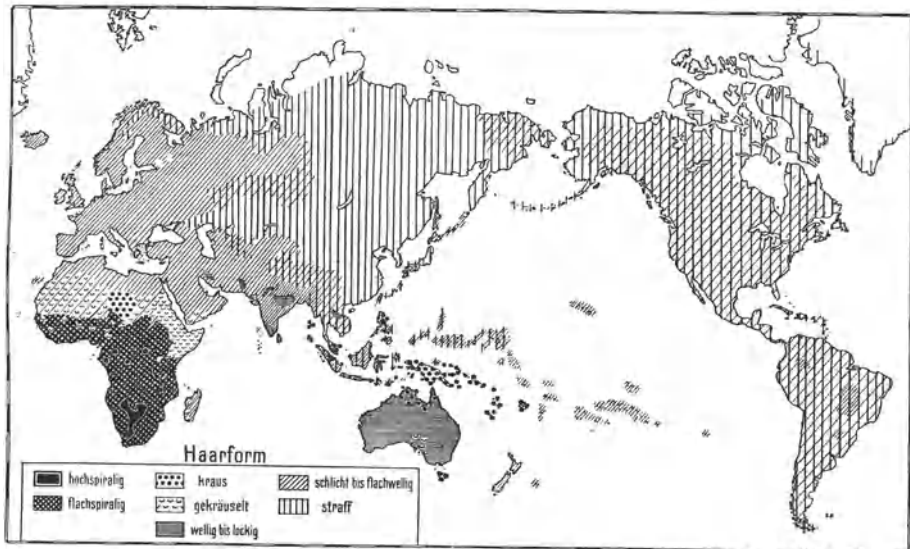 Haarform
hochspiralig
flachspiralig
kraus
gekräuselt
wellig bis lockig
schlicht bis flachwellig
straff